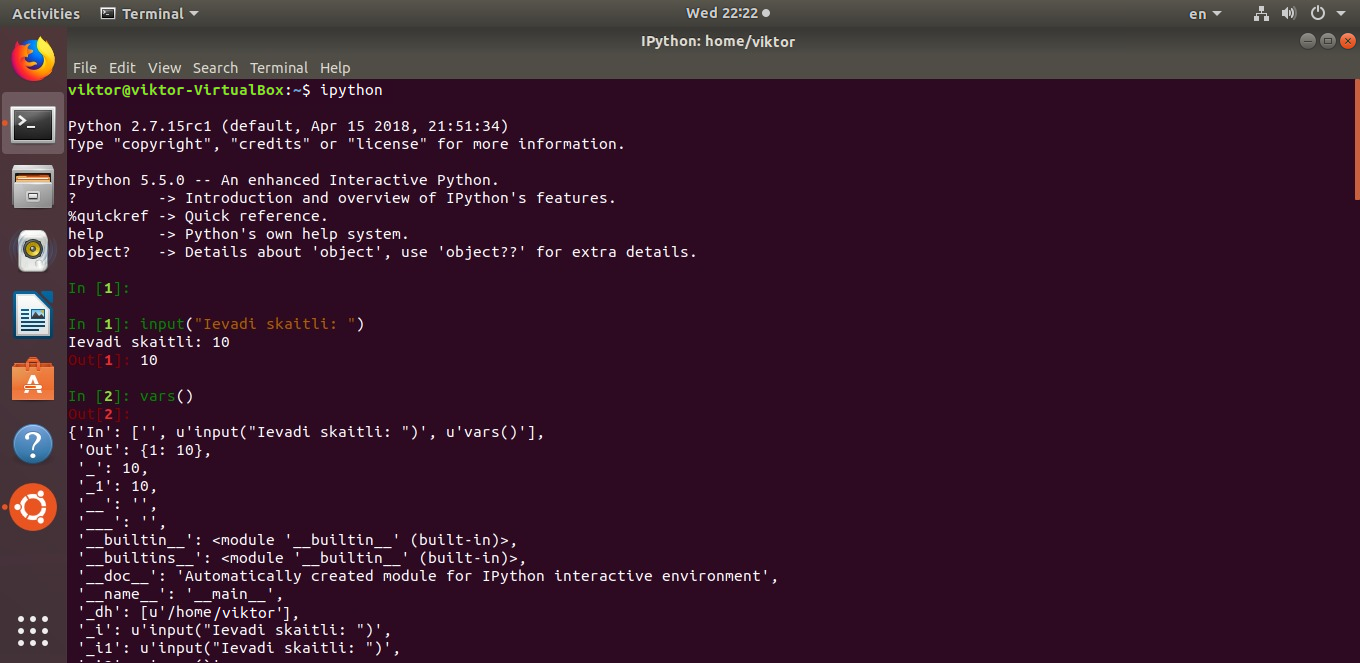 Activities Terminal Wed 22:22 en
IPython: home/viktor
File Edit View Search Terminal Help
viktor@viktor-VirtualBox:~$ ipython
Python 2.7.15rc1 (default, Apr 15 2018, 21:51:34)
Type "copyright", "credits" or "license" for more information.
IPython 5.5.0 -- An enhanced Interactive Python.
?         -> Introduction and overview of IPython's features.
%quickref -> Quick reference.
help      -> Python's own help system.
object?   -> Details about 'object', use 'object??' for extra details.
In [1]:
In [1]: input("Ievadi skaitli: ")
Ievadi skaitli: 10
Out[1]: 10
In [2]: vars()
Out[2]:
{'In': ['', u'input("Ievadi skaitli: ")', u'vars()'],
 'Out': {1: 10},
 '_': 10,
 '_1': 10,
 '__': '',
 '___': '',
 '__builtin__': <module '__builtin__' (built-in)>,
 '__builtins__': <module '__builtin__' (built-in)>,
 '__doc__': 'Automatically created module for IPython interactive environment',
 '__name__': '__main__',
 '_dh': [u'/home/viktor'],
 '_i': u'input("Ievadi skaitli: ")',
 '_i1': u'input("Ievadi skaitli: ")',